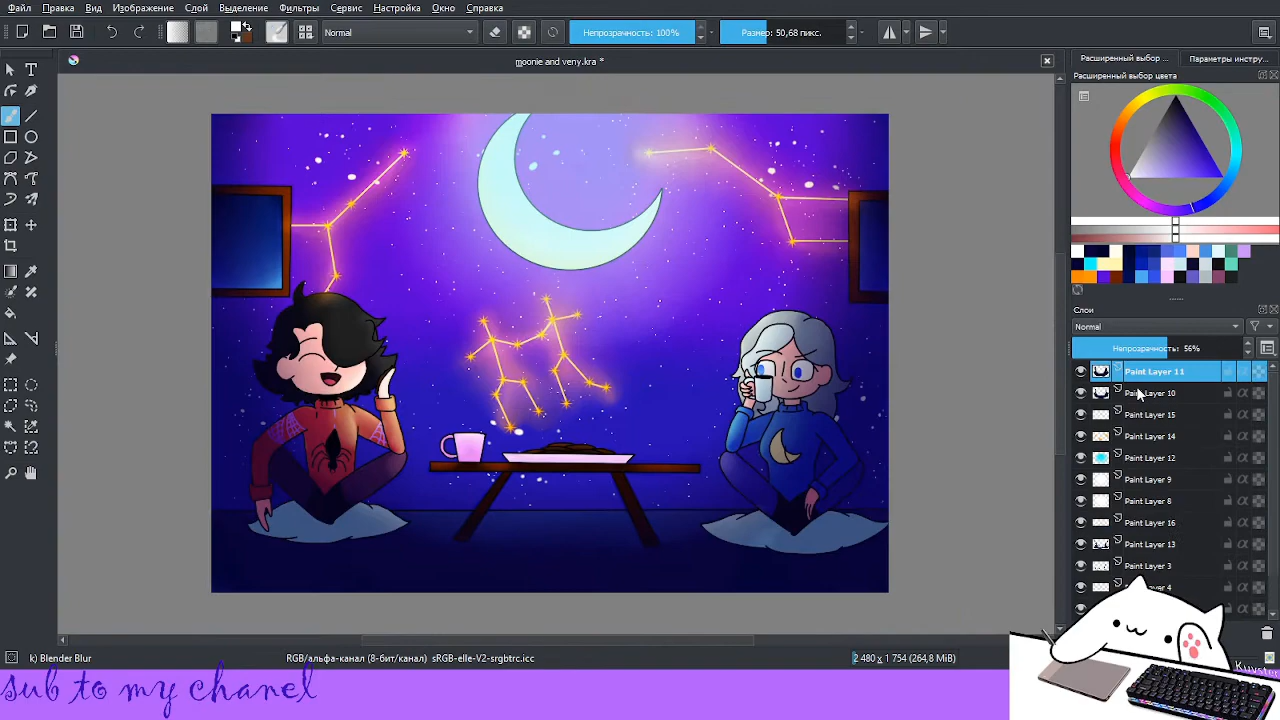 Файл Правка Вид Изображение Слой Выделение Фильтры Сервис Настройка Окно Справка
Normal Непрозрачность: 100% Размер: 50,68 пикс.
moonie and veny.kra *
Расширенный выбор ... Параметры инстру...
Расширенный выбор цвета
Слои
Normal
Непрозрачность: 56%
Paint Layer 11
Paint Layer 10
Paint Layer 15
Paint Layer 14
Paint Layer 12
Paint Layer 9
Paint Layer 8
Paint Layer 16
Paint Layer 13
Paint Layer 3
Layer 4
k) Blender Blur RGB/альфа-канал (8-бит/канал) sRGB-elle-V2-srgbtrc.icc 2 480 x 1 754 (264,8 MiB)
sub to my chanel